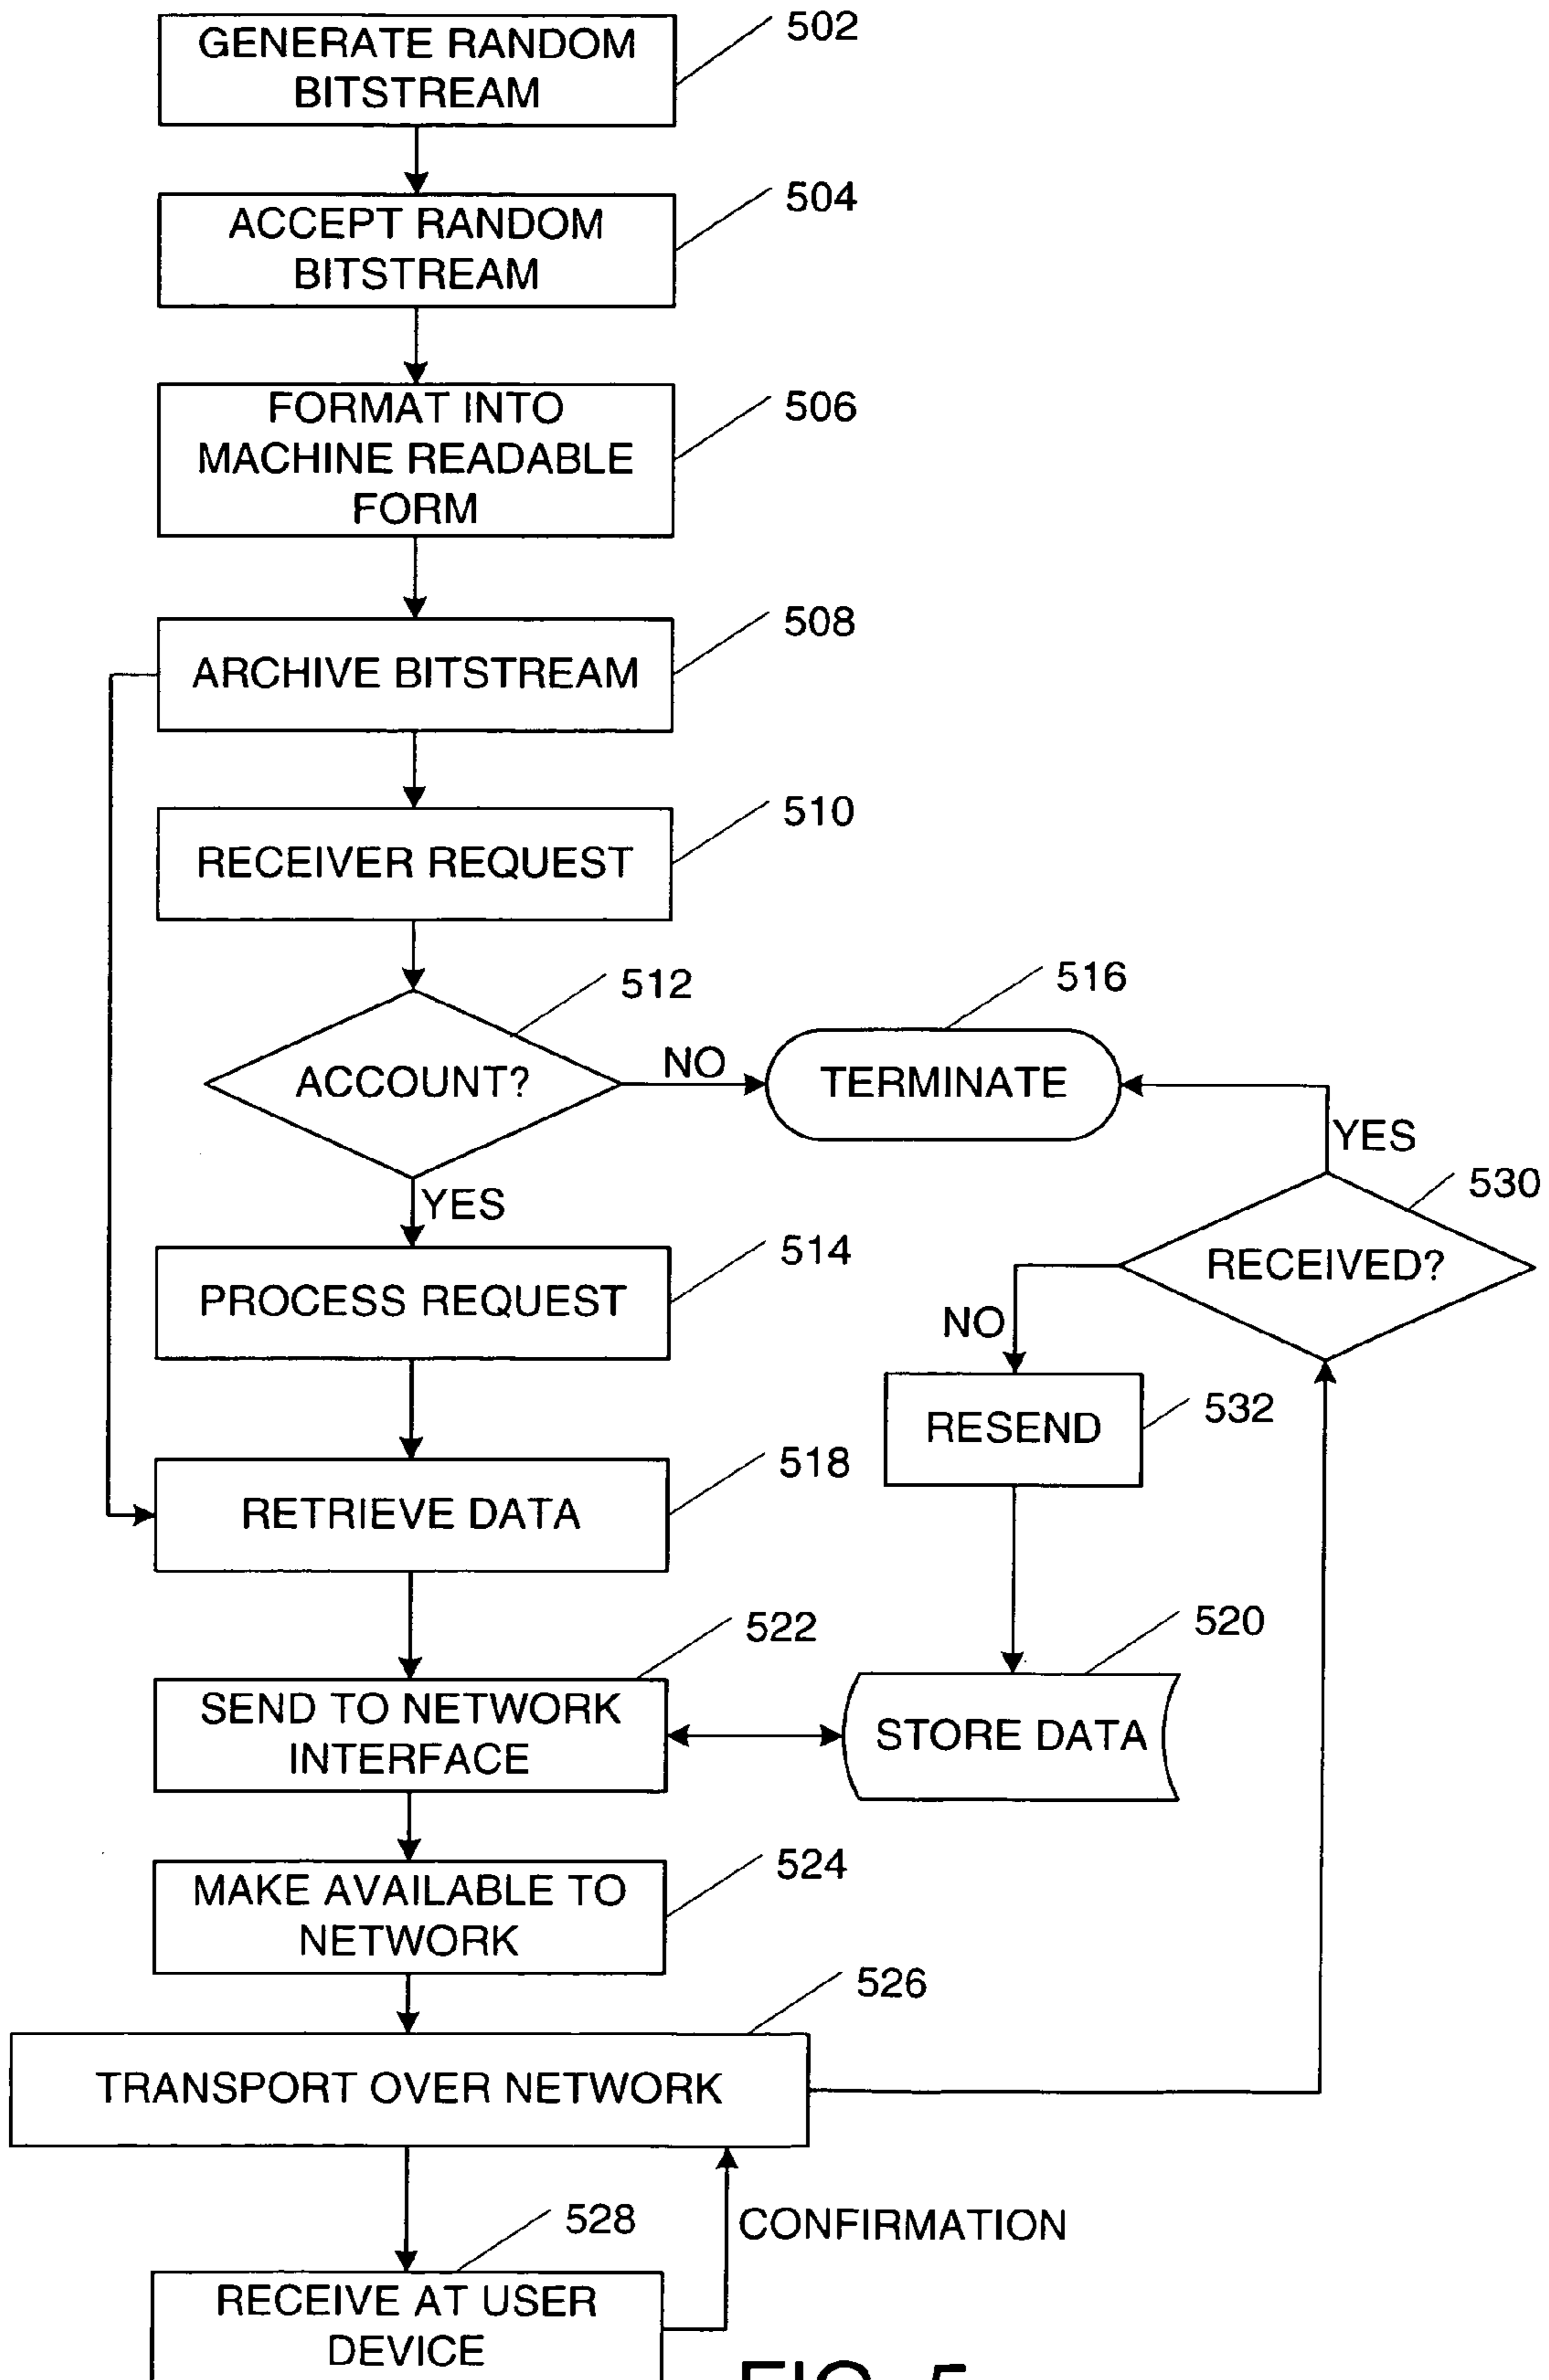 502
GENERATE RANDOM
BITSTREAM
504
ACCEPT RANDOM
BITSTREAM
506
FORMAT INTO
MACHINE READABLE
FORM
508
ARCHIVE BITSTREAM
510
RECEIVER REQUEST
512
ACCOUNT?
NO
516
TERMINATE
YES
YES
530
RECEIVED?
514
PROCESS REQUEST
NO
RESEND
532
518
RETRIEVE DATA
522
SEND TO NETWORK
INTERFACE
520
STORE DATA
524
MAKE AVAILABLE TO
NETWORK
526
TRANSPORT OVER NETWORK
528
CONFIRMATION
RECEIVE AT USER
DEVICE
FIG. 5